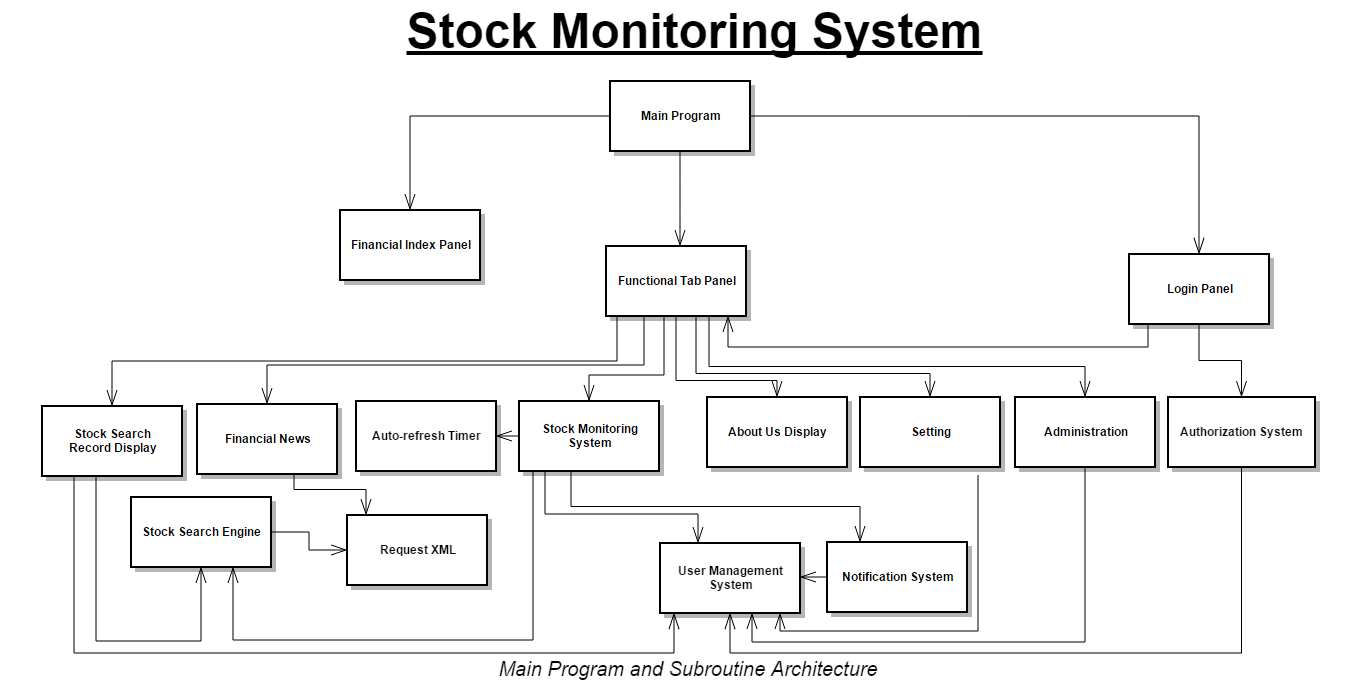 Stock Monitoring System
Main Program
Financial Index Panel
Functional Tab Panel
Login Panel
Stock Search
Record Display
Financial News
Auto-refresh Timer
Stock Monitoring
System
About Us Display
Setting
Administration
Authorization System
Stock Search Engine
Request XML
User Management
System
Notification System
Main Program and Subroutine Architecture